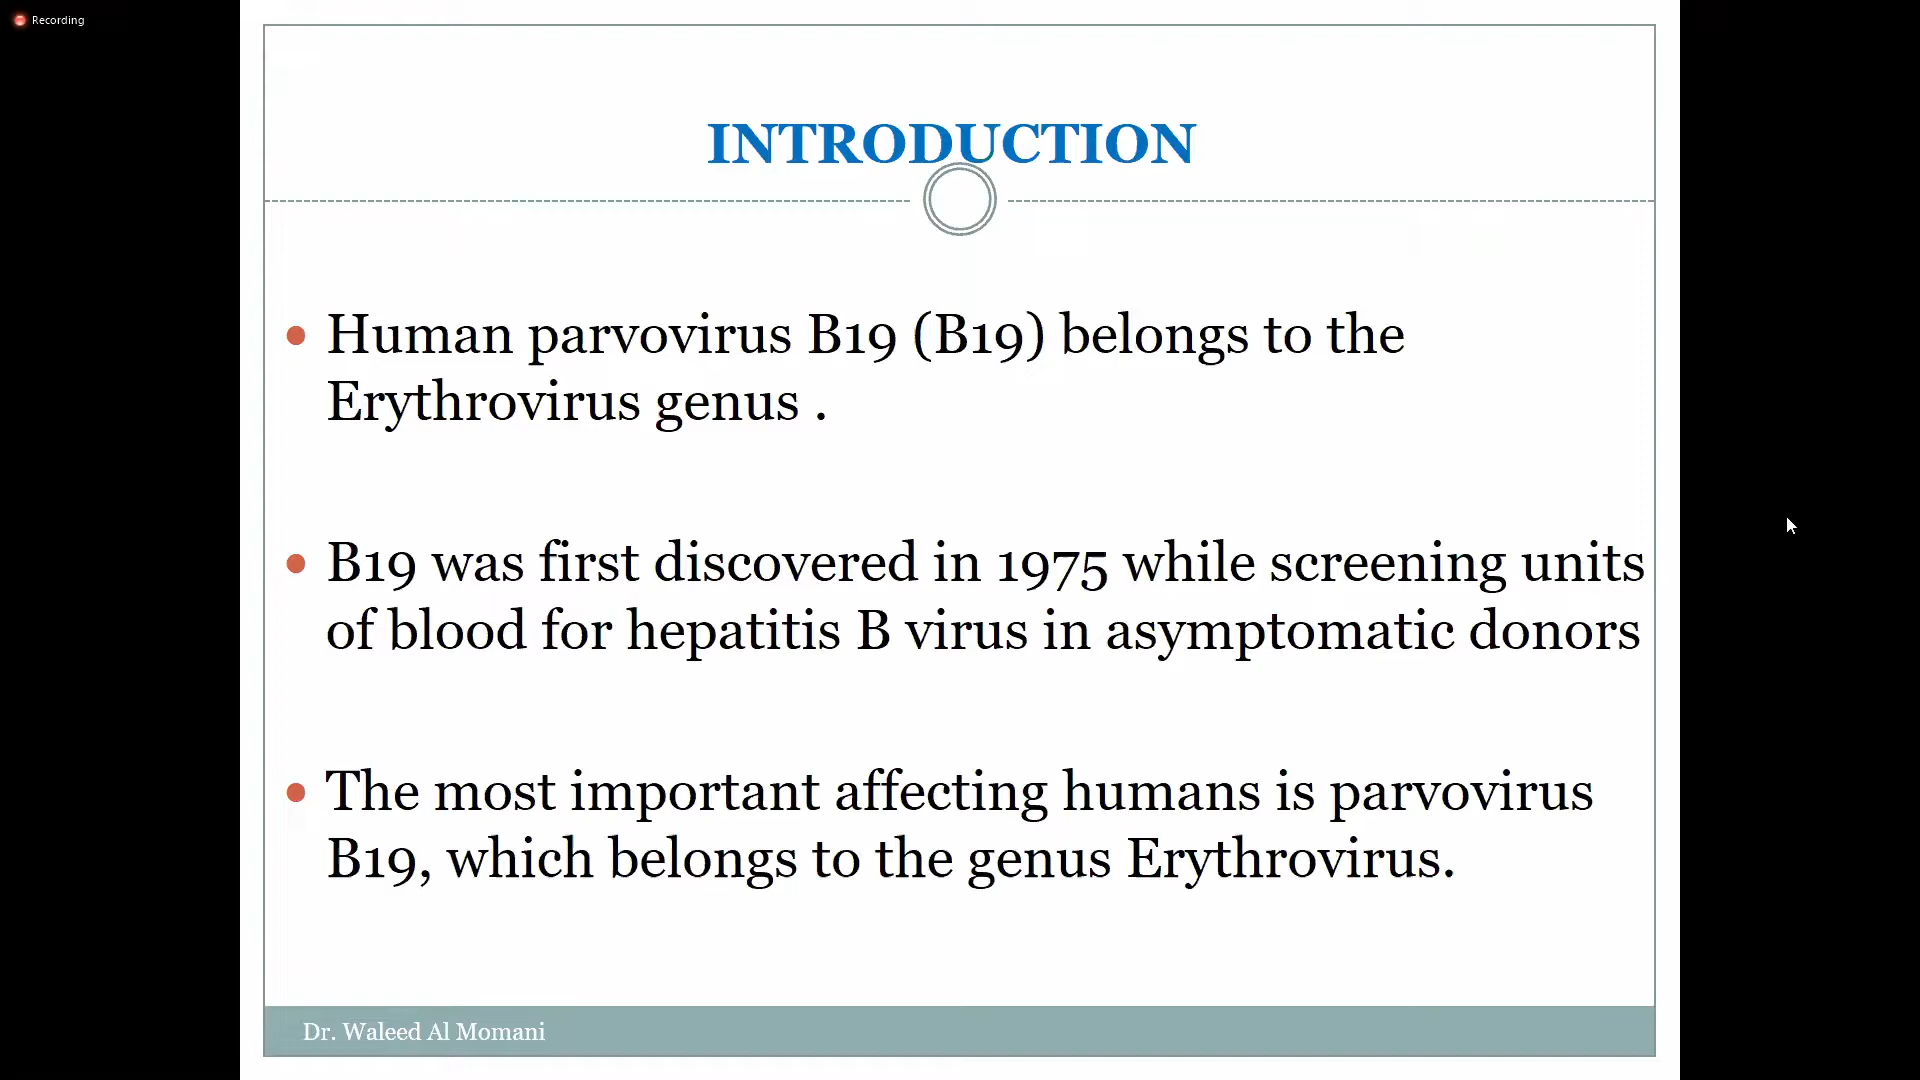 Recording
INTRODUCTION
Human parvovirus B19 (B19) belongs to the
Erythrovirus genus .
B19 was first discovered in 1975 while screening units
of blood for hepatitis B virus in asymptomatic donors
The most important affecting humans is parvovirus
B19, which belongs to the genus Erythrovirus.
Dr. Waleed Al Momani